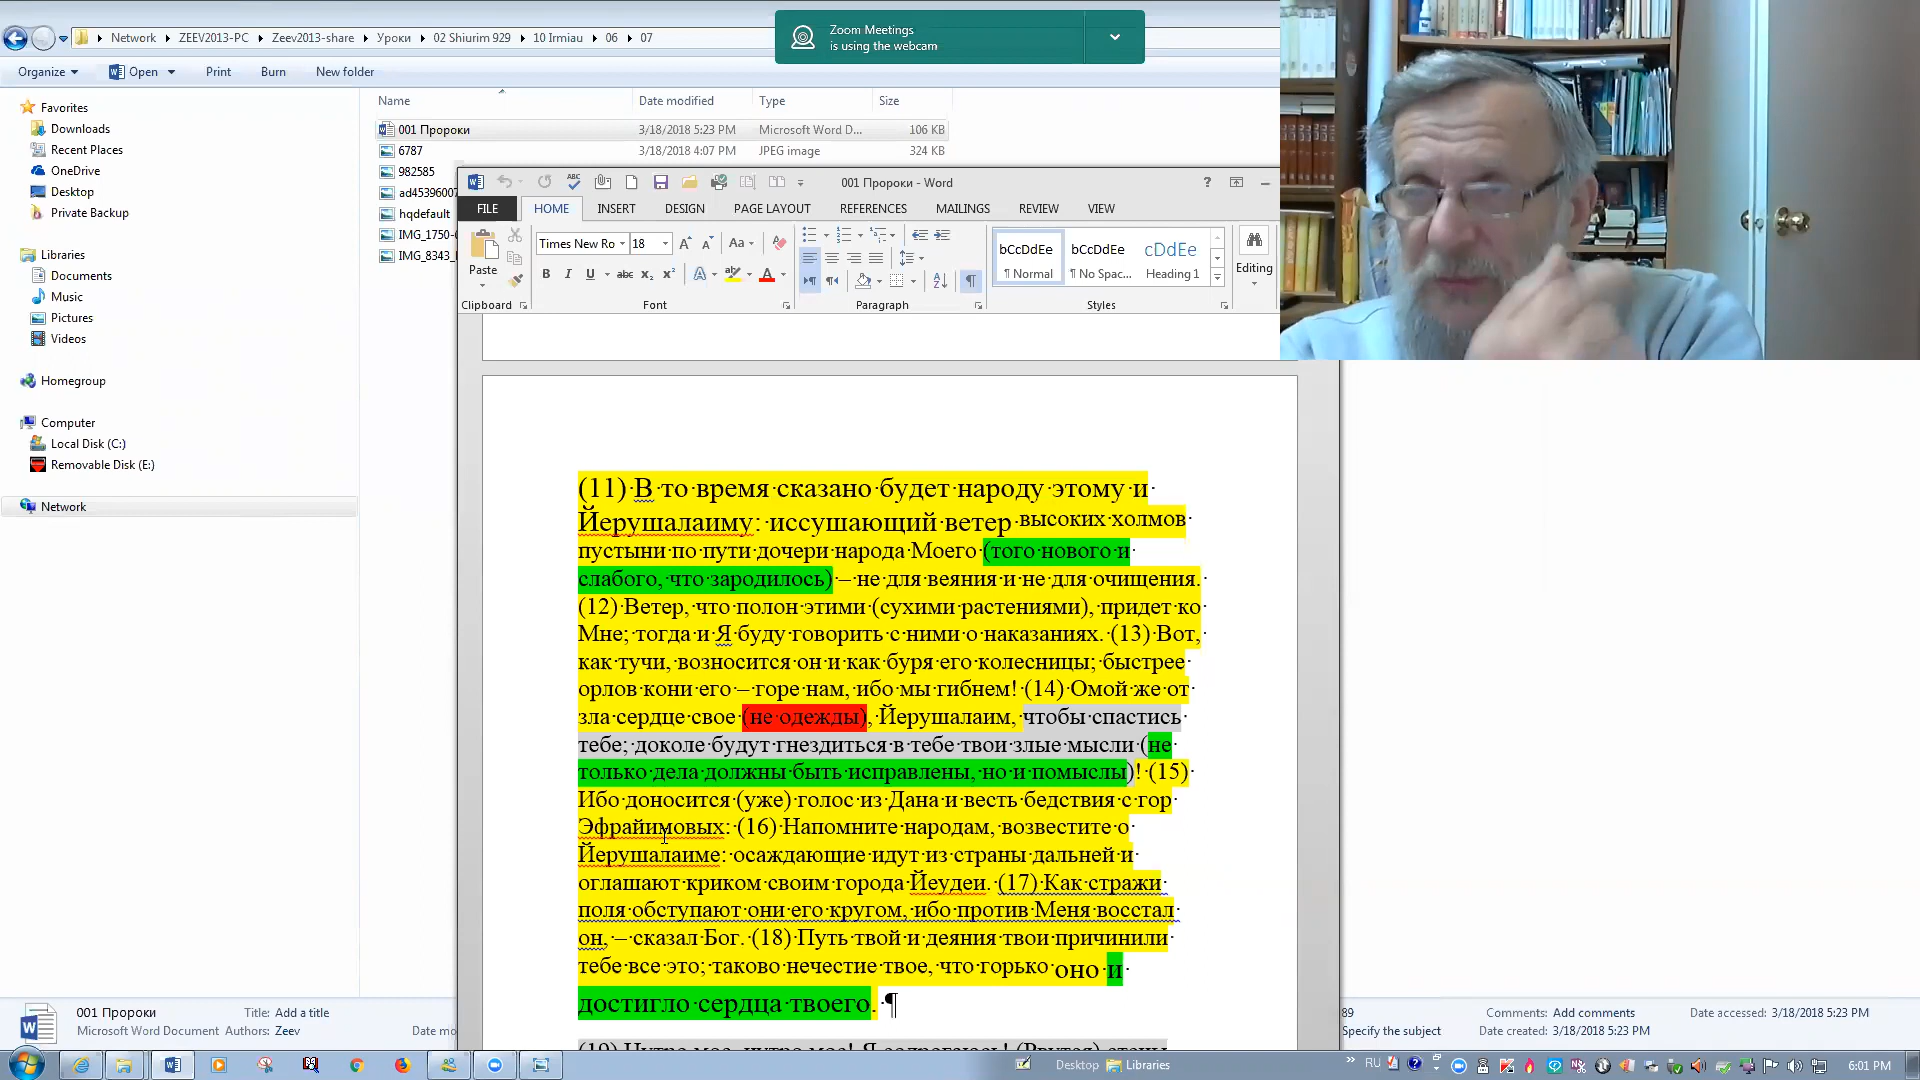 Zoom Meetings
is using the webcam
Network ZEEV2013-PC Zeev2013-share Уроки 02 Shiurim 929 10 Irmiau 06 07
Organize Open Print Burn New folder
Name Date modified Type Size
Favorites
Downloads
Recent Places
OneDrive
Desktop
Private Backup
Libraries
Documents
Music
Pictures
Videos
Homegroup
Computer
Local Disk (C:)
Removable Disk (E:)
Network
001 Пророки 3/18/2018 5:23 PM Microsoft Word D... 106 KB
6787 3/18/2018 4:07 PM JPEG image 324 KB
982585
ad45396007
hqdefault
IMG_1750-
IMG_8343_
001 Пророки - Word
FILE HOME INSERT DESIGN PAGE LAYOUT REFERENCES MAILINGS REVIEW VIEW
Times New Ro 18
Paste
bCcDdEe bCcDdEe cDdEe
¶ Normal ¶ No Spac... Heading 1
Editing
Clipboard Font Paragraph Styles
(11) В то время сказано будет народу этому и
Йерушалаиму: иссушающий ветер высоких холмов
пустыни по пути дочери народа Моего (того нового и
слабого, что зародилось) – не для веяния и не для очищения.
(12) Ветер, что полон этими (сухими растениями), придет ко
Мне; тогда и Я буду говорить с ними о наказаниях. (13) Вот,
как тучи, возносится он и как буря его колесницы; быстрее
орлов кони его – горе нам, ибо мы гибнем! (14) Омой же от
зла сердце свое (не одежды), Йерушалаим, чтобы спастись
тебе; доколе будут гнездиться в тебе твои злые мысли (не
только дела должны быть исправлены, но и помыслы)! (15)
Ибо доносится (уже) голос из Дана и весть бедствия с гор
Эфрайимовых: (16) Напомните народам, возвестите о
Йерушалаиме: осаждающие идут из страны дальней и
оглашают криком своим города Йеудеи. (17) Как стражи
поля обступают они его кругом, ибо против Меня восстал
он, – сказал Бог. (18) Путь твой и деяния твои причинили
тебе все это; таково нечестие твое, что горько оно и
достигло сердца твоего. ¶
001 Пророки
Microsoft Word Document
Title: Add a title
Authors: Zeev
Date mo
89
Specify the subject
Comments: Add comments
Date created: 3/18/2018 5:23 PM
Date accessed: 3/18/2018 5:23 PM
Desktop Libraries RU 6:01 PM